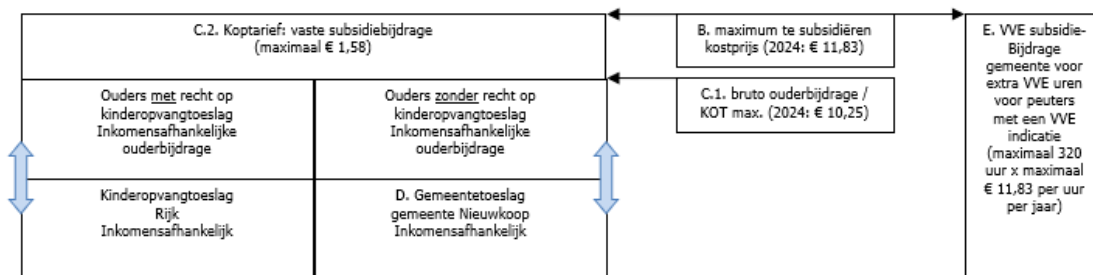 C.2. Koptarief: vaste subsidiebijdrage
(maximaal € 1,58)
Ouders met recht op
kinderopvangtoeslag
Inkomensafhankelijke
ouderbijdrage
Ouders zonder recht op
kinderopvangtoeslag
Inkomensafhankelijke
ouderbijdrage
Kinderopvangtoeslag
Rijk
Inkomensafhankelijk
D. Gemeentetoeslag
gemeente Nieuwkoop
Inkomensafhankelijk
B. maximum te subsidiëren
kostprijs (2024: € 11,83)
C.1. bruto ouderbijdrage /
KOT max. (2024: € 10,25)
E. VVE subsidie-
Bijdrage
gemeente voor
extra VVE uren
voor peuters
met een VVE
indicatie
(maximaal 320
uur x maximaal
€ 11,83 per uur
per jaar)